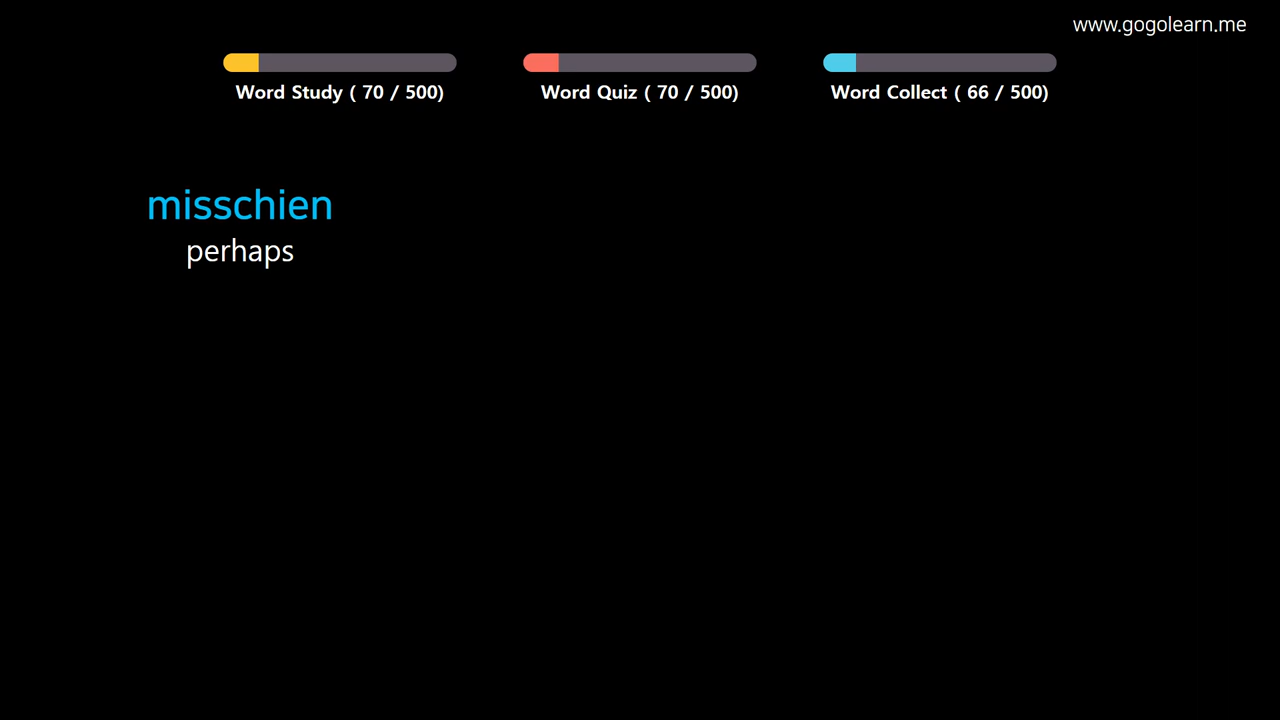 www.gogolearn.me
Word Study ( 70 / 500)
Word Quiz ( 70 / 500)
Word Collect ( 66 / 500)
misschien
perhaps